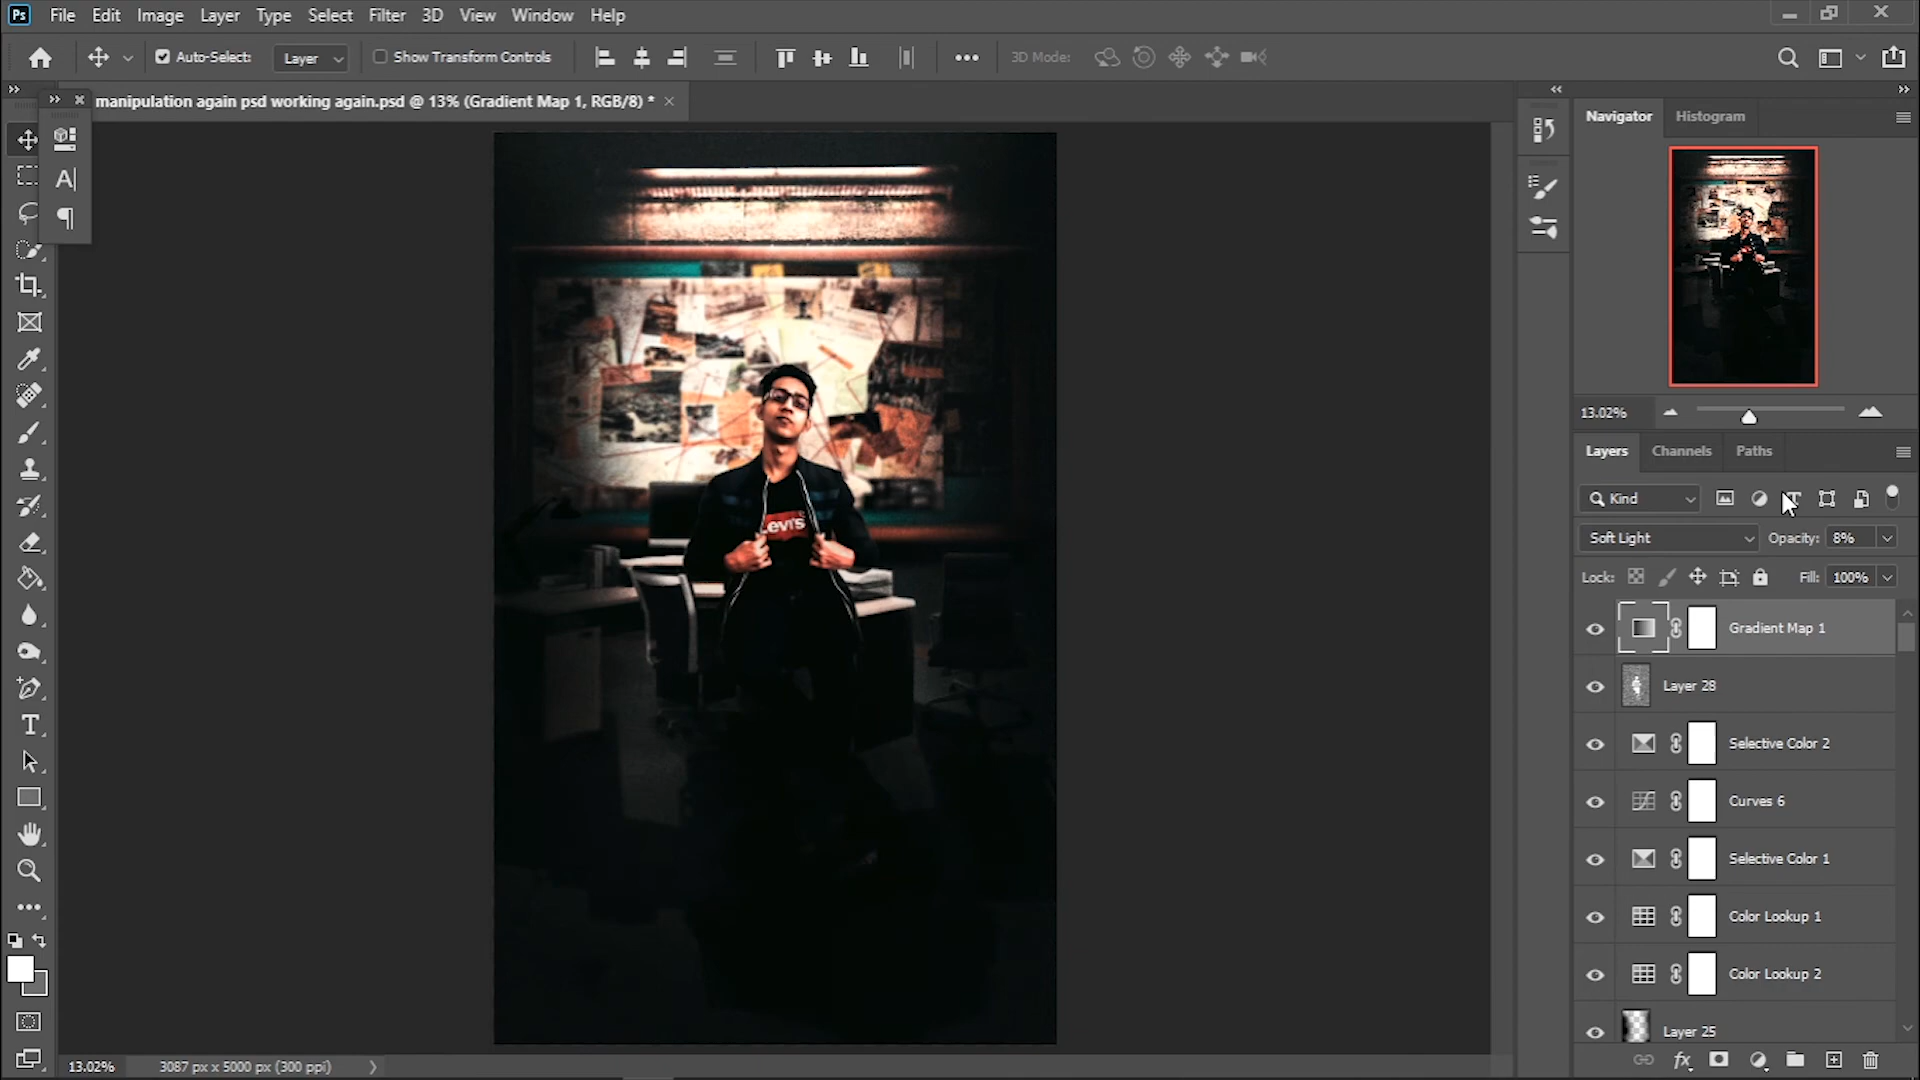 Ps File Edit Image Layer Type Select Filter 3D View Window Help
Auto-Select: Layer Show Transform Controls 3D Mode:
manipulation again psd working again.psd @ 13% (Gradient Map 1, RGB/8) *
Navigator Histogram
13.02%
Layers Channels Paths
Kind
Soft Light Opacity: 8%
Lock: Fill: 100%
Gradient Map 1
Layer 28
Selective Color 2
Curves 6
Selective Color 1
Color Lookup 1
Color Lookup 2
Layer 25
Levi's
13.02% 3087 px x 5000 px (300 ppi)